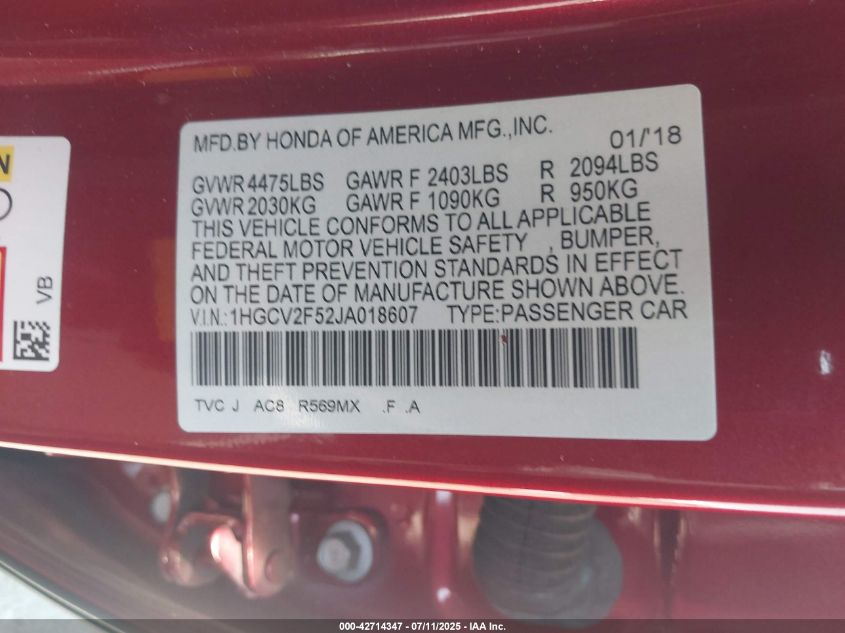 MFD.BY HONDA OF AMERICA MFG.,INC. 01/'18
GVWR 4475LBS GAWR F 2403LBS R 2094LBS
GVWR 2030KG GAWR F 1090KG R 950KG
THIS VEHICLE CONFORMS TO ALL APPLICABLE
FEDERAL MOTOR VEHICLE SAFETY , BUMPER,
AND THEFT PREVENTION STANDARDS IN EFFECT
ON THE DATE OF MANUFACTURE SHOWN ABOVE.
V.I.N.:1HGCV2F52JA018607 TYPE:PASSENGER CAR
TVC J AC8 R569MX .F .A
N
VB
000-42714347 - 07/11/2025 - IAA Inc.